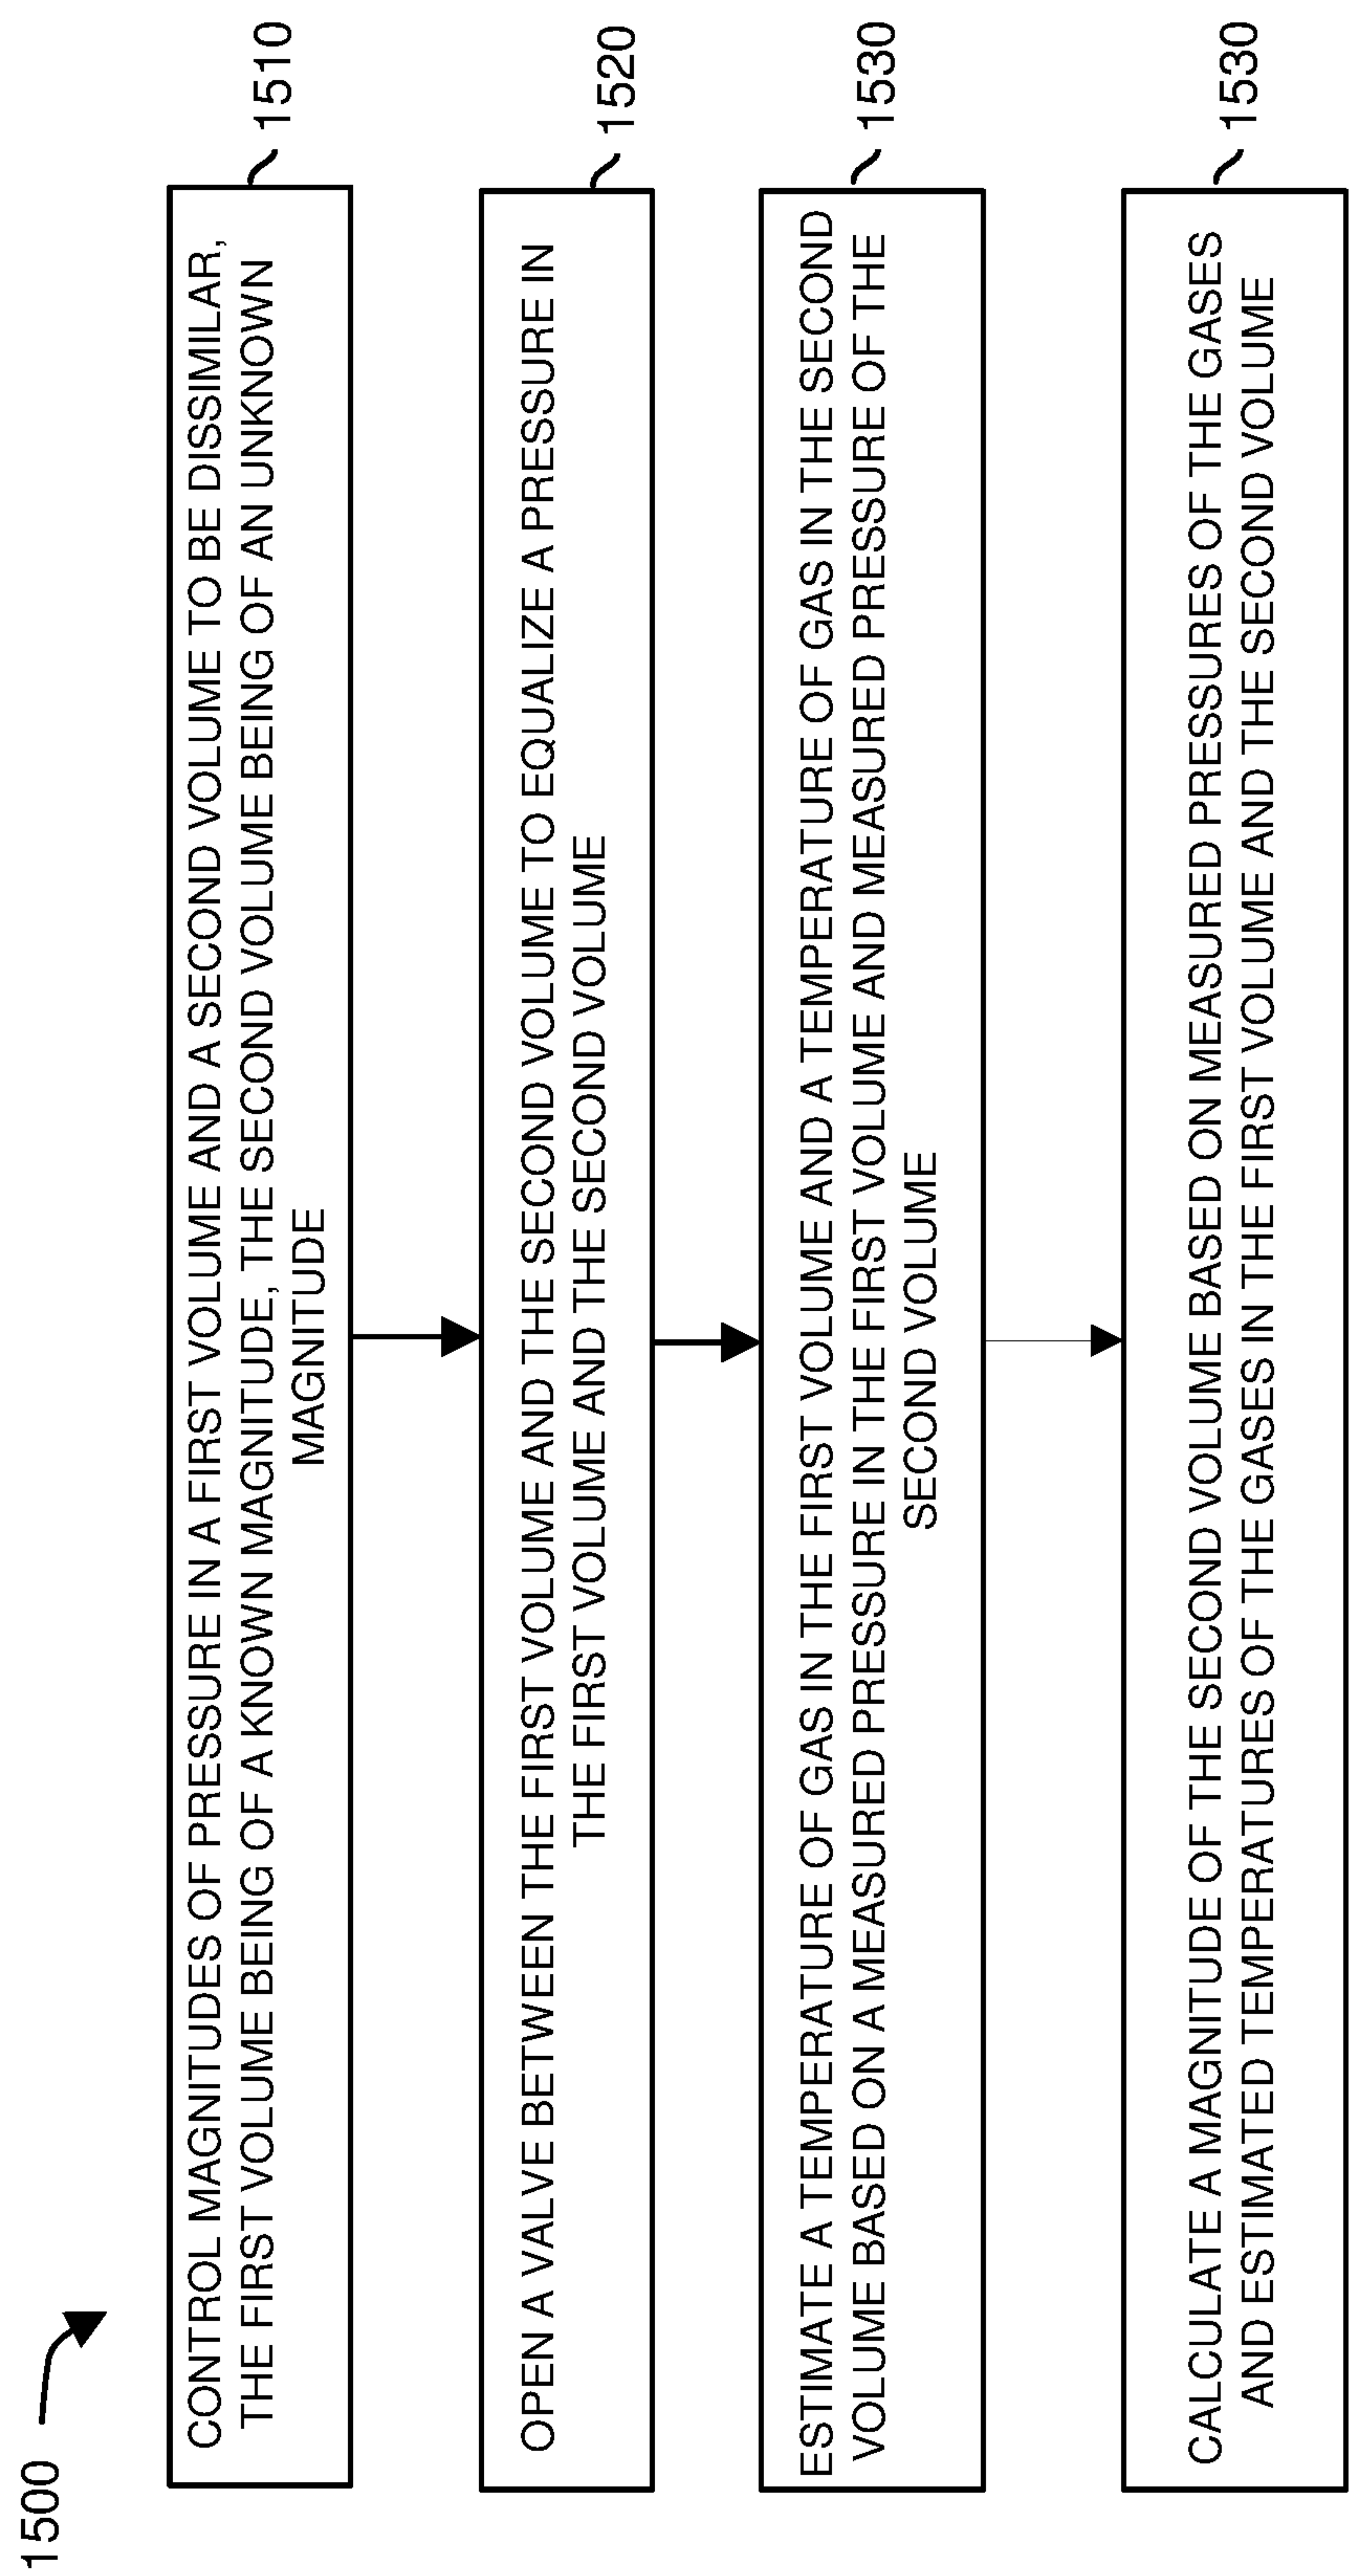 1500
CONTROL MAGNITUDES OF PRESSURE IN A FIRST VOLUME AND A SECOND VOLUME TO BE DISSIMILAR,
THE FIRST VOLUME BEING OF A KNOWN MAGNITUDE, THE SECOND VOLUME BEING OF AN UNKNOWN
MAGNITUDE
1510
OPEN A VALVE BETWEEN THE FIRST VOLUME AND THE SECOND VOLUME TO EQUALIZE A PRESSURE IN
THE FIRST VOLUME AND THE SECOND VOLUME
1520
ESTIMATE A TEMPERATURE OF GAS IN THE FIRST VOLUME AND A TEMPERATURE OF GAS IN THE SECOND
VOLUME BASED ON A MEASURED PRESSURE IN THE FIRST VOLUME AND MEASURED PRESSURE OF THE
SECOND VOLUME
1530
CALCULATE A MAGNITUDE OF THE SECOND VOLUME BASED ON MEASURED PRESSURES OF THE GASES
AND ESTIMATED TEMPERATURES OF THE GASES IN THE FIRST VOLUME AND THE SECOND VOLUME
1530